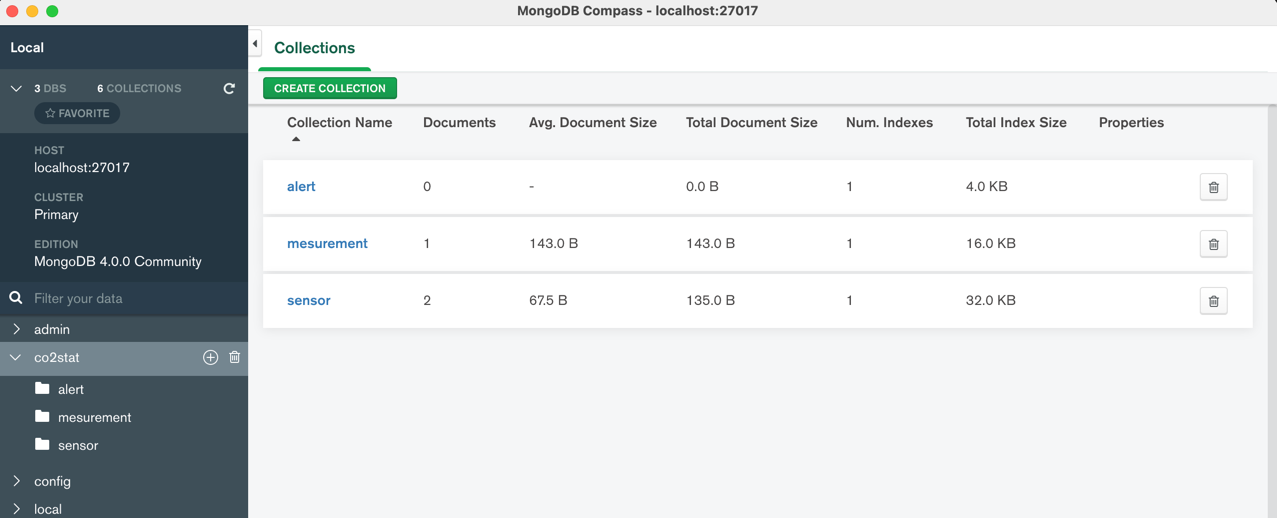 MongoDB Compass - localhost:27017
Local
3 DBS 6 COLLECTIONS
FAVORITE
HOST
localhost:27017
CLUSTER
Primary
EDITION
MongoDB 4.0.0 Community
Filter your data
admin
co2stat
alert
mesurement
sensor
config
local
Collections
CREATE COLLECTION
Collection Name Documents Avg. Document Size Total Document Size Num. Indexes Total Index Size Properties
alert 0 - 0.0 B 1 4.0 KB
mesurement 1 143.0 B 143.0 B 1 16.0 KB
sensor 2 67.5 B 135.0 B 1 32.0 KB